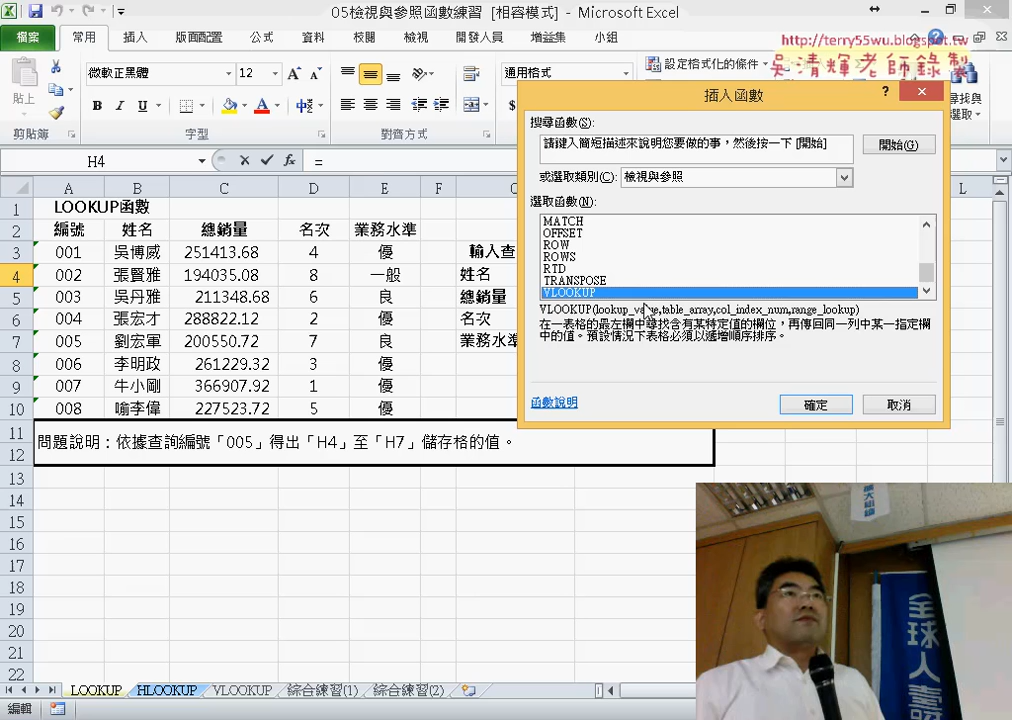 05檢視與參照函數練習 [相容模式] - Microsoft Excel
檔案 常用 插入 版面配置 公式 資料 校閱 檢視 開發人員 增益集 小組
http://terry55wu.blogspot.tw
吳清輝老師錄製
貼上
微軟正黑體 12
通用格式
設定格式化的條件
B I U
中
$
尋找與
選取
剪貼簿 字型 對齊方式
H4 fx =
A B C D E F L
1 LOOKUP函數
2 編號 姓名 總銷量 名次 業務水準
3 001 吳博威 251413.68 4 優 輸入查
4 002 張賢雅 194035.08 8 一般 姓名
5 003 吳丹雅 211348.68 6 良 總銷量
6 004 張宏才 288822.12 2 優 名次
7 005 劉宏業 200550.72 7 良 業務水準
8 006 李明政 261229.32 3 優
9 007 牛小剛 366907.92 1 優
10 008 喻李偉 227523.72 5 優
11 問題說明：依據查詢編號「005」得出「H4」至「H7」儲存格的值。
12
13
14
15
16
17
18
19
20
21
22
插入函數
? x
搜尋函數(S):
請鍵入簡短描述來說明您要做的事，然後按一下 [開始]
開始(G)
或選取類別(C): 檢視與參照
選取函數(N):
MATCH
OFFSET
ROW
ROWS
RTD
TRANSPOSE
VLOOKUP
VLOOKUP(lookup_value,table_array,col_index_num,range_lookup)
在一表格的最左欄中尋找含有某特定值的欄位，再傳回同一列中某一指定欄
中的值。預設情況下表格必須以遞增順序排序。
函數說明 確定 取消
LOOKUP HLOOKUP VLOOKUP 綜合練習(1) 綜合練習(2)
編輯
全球人壽